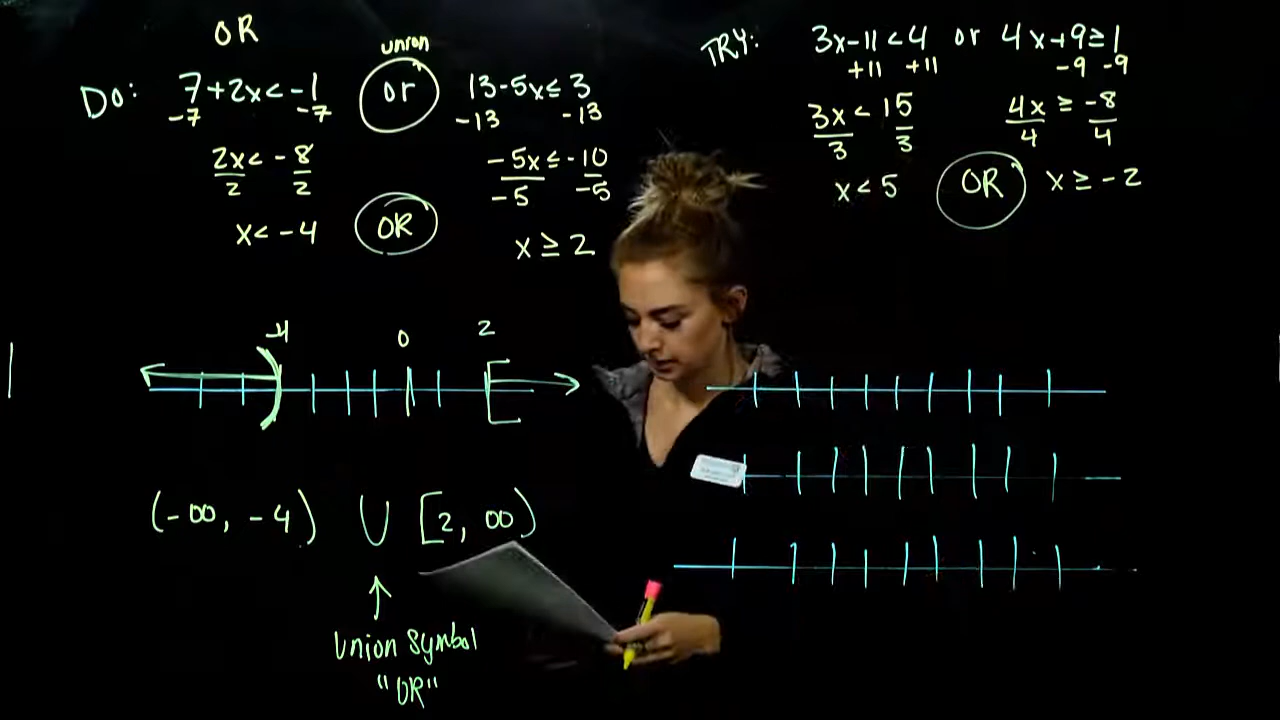 OR
Do: 7+2x<-1 union or 13-5x≤3
-7 -7 -13 -13
2x<-8 -5x≤-10
2 2 -5 -5
x<-4 OR x≥2
-4 0 2
(-∞, -4) ∪ [2, ∞)
↑
Union Symbol
"OR"
TRY: 3x-11<4 or 4x+9≥1
+11 +11 -9 -9
3x<15 4x≥-8
3 3 4 4
x<5 OR x≥-2